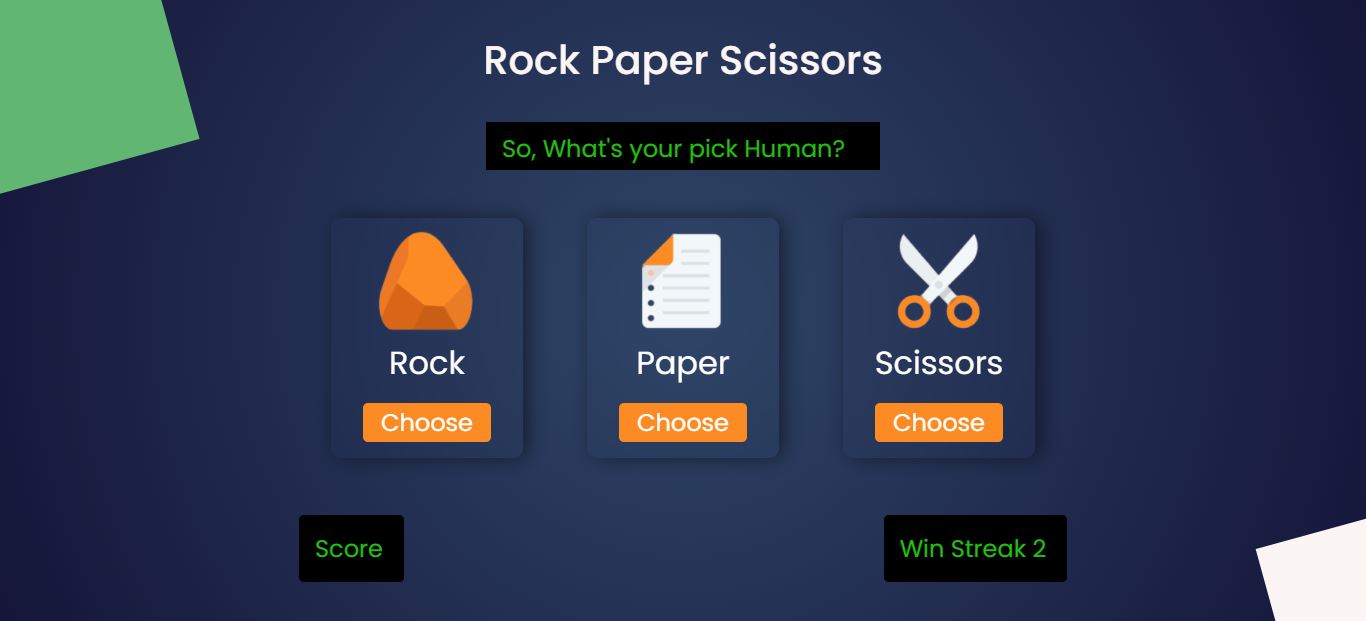 Rock Paper Scissors
So, What's your pick Human?
Rock
Paper
Scissors
Choose
Choose
Choose
Score
Win Streak 2